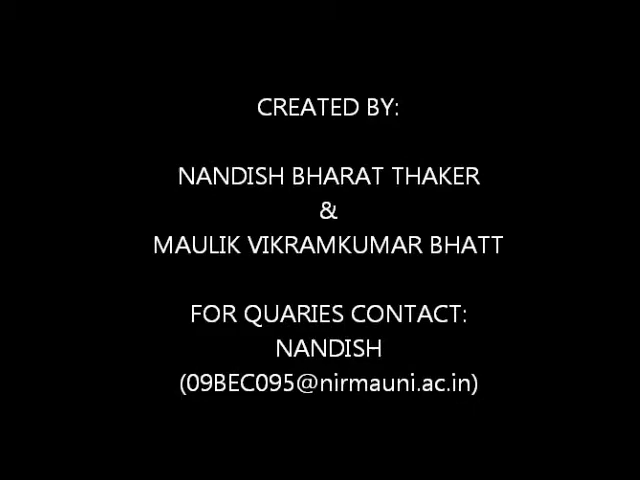 CREATED BY:
NANDISH BHARAT THAKER
&
MAULIK VIKRAMKUMAR BHATT
FOR QUARIES CONTACT:
NANDISH
(09BEC095@nirmauni.ac.in)